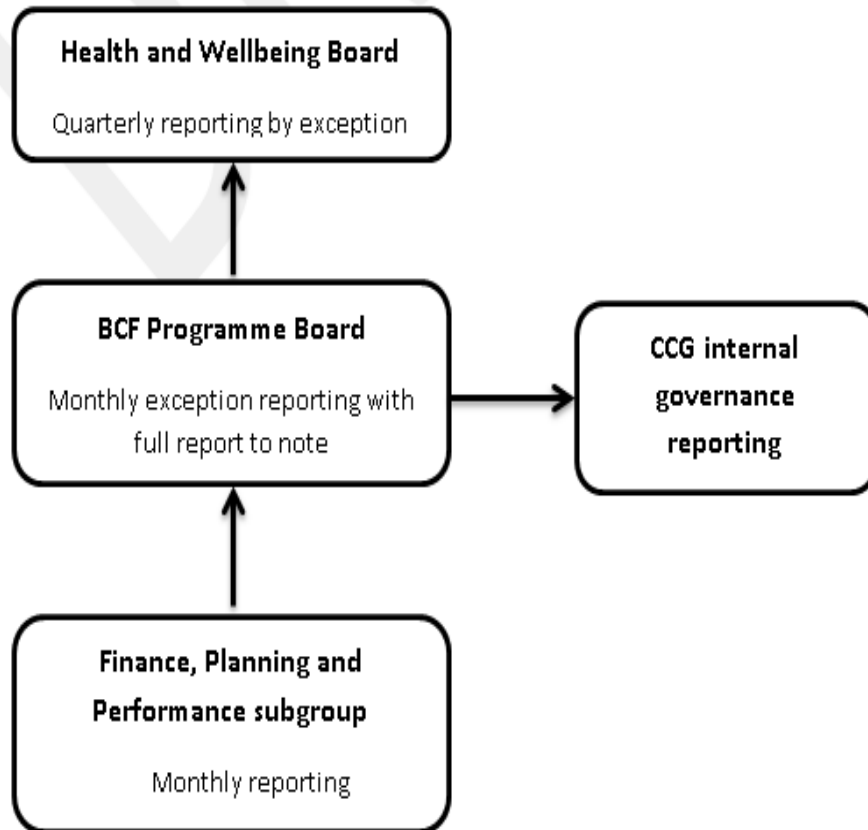 Health and Wellbeing Board
Quarterly reporting by exception
BCF Programme Board
Monthly exception reporting with
full report to note
CCG internal
governance
reporting
Finance, Planning and
Performance subgroup
Monthly reporting